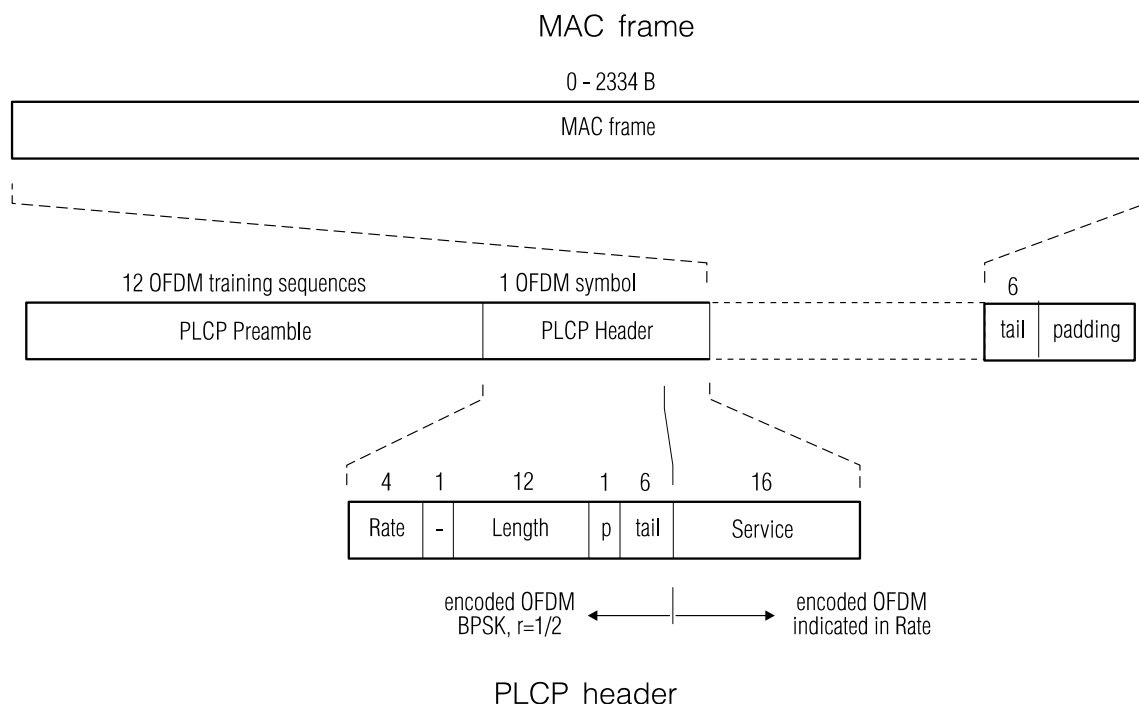 MAC frame
0 - 2334 B
MAC frame
12 OFDM training sequences 1 OFDM symbol 6
PLCP Preamble PLCP Header tail padding
4 1 12 1 6 16
Rate - Length p tail Service
encoded OFDM encoded OFDM
BPSK, r=1/2 indicated in Rate
PLCP header